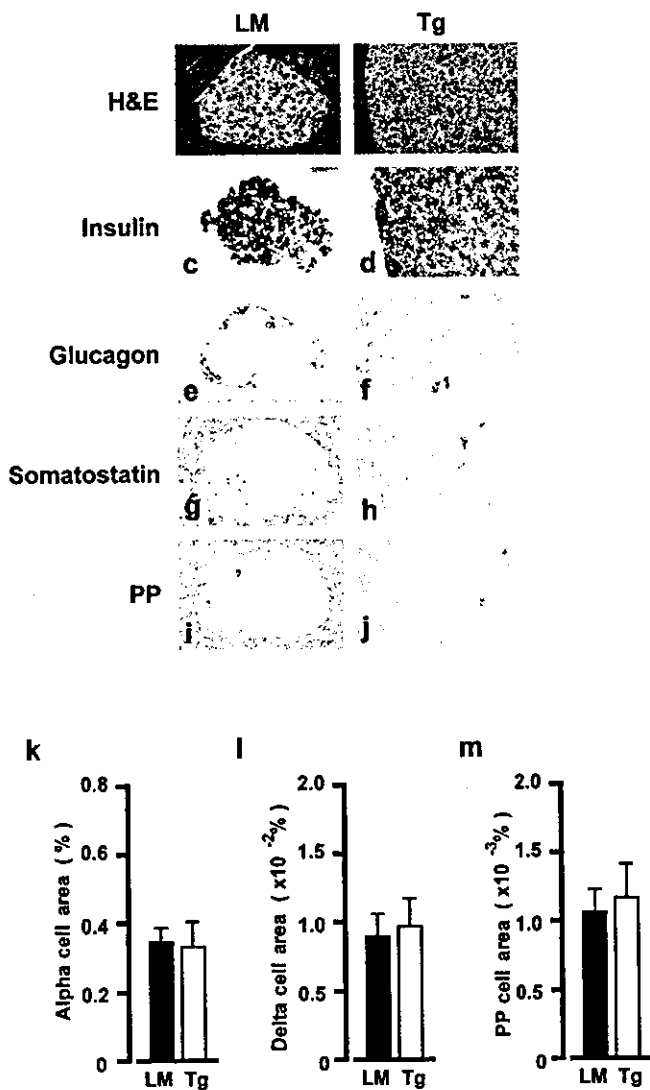 LM Tg
H&E
Insulin
c d
Glucagon
e f
Somatostatin
g h
PP
i j
k l m
Alpha cell area ( % )
0.8
0.6
0.4
0.2
0
LM Tg
Delta cell area ( x10 -2% )
2.0
1.5
1.0
0.5
0
LM Tg
PP cell area ( x10 -3% )
2.0
1.5
1.0
0.5
0
LM Tg